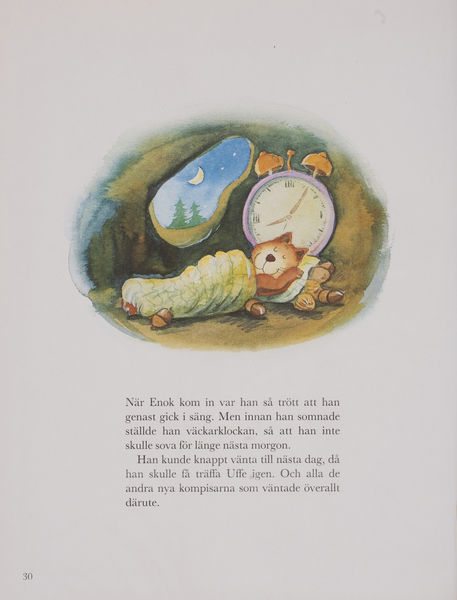 När Enok kom in var han så trött att han
genast gick i säng. Men innan han somnade
ställde han väckarklockan, så att han inte
skulle sova för länge nästa morgon.
Han kunde knappt vänta till nästa dag, då
han skulle få träffa Uffe igen. Och alla de
andra nya kompisarna som väntade överallt
därute.
30